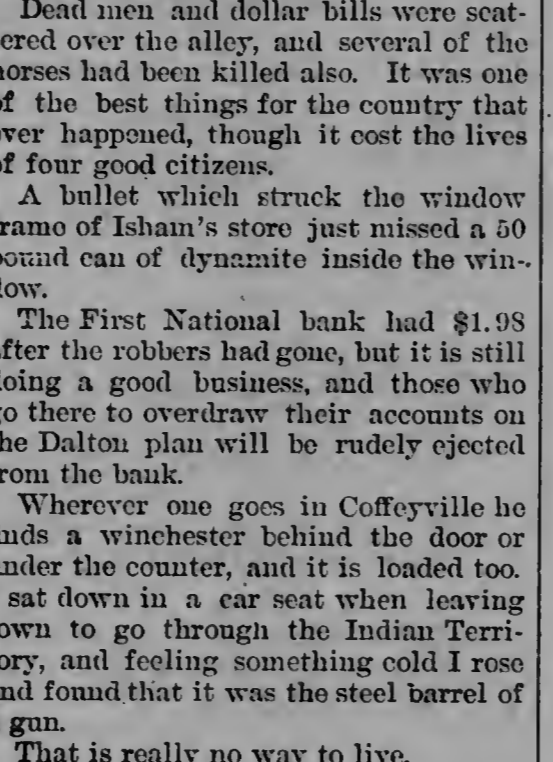 Dead men and dollar bills were scat-
ered over the alley, and several of the
horses had been killed also. It was one
of the best things for the country that
ver happened, though it cost the lives
of four good citizens.
A bullet which struck the window
rame of Isham's store just missed a 50
ound can of dynamite inside the win-
low.
The First National bank had $1.98
fter the robbers had gone, but it is still
loing a good business, and those who
go there to overdraw their accounts on
he Dalton plan will be rudely ejected
rom the bank.
Wherever one goes in Coffeyville he
nds a winchester behind the door or
nder the counter, and it is loaded too.
sat down in a car seat when leaving
own to go through the Indian Terri-
ory, and feeling something cold I rose
nd found that it was the steel barrel of
gun.
That is really no way to live.